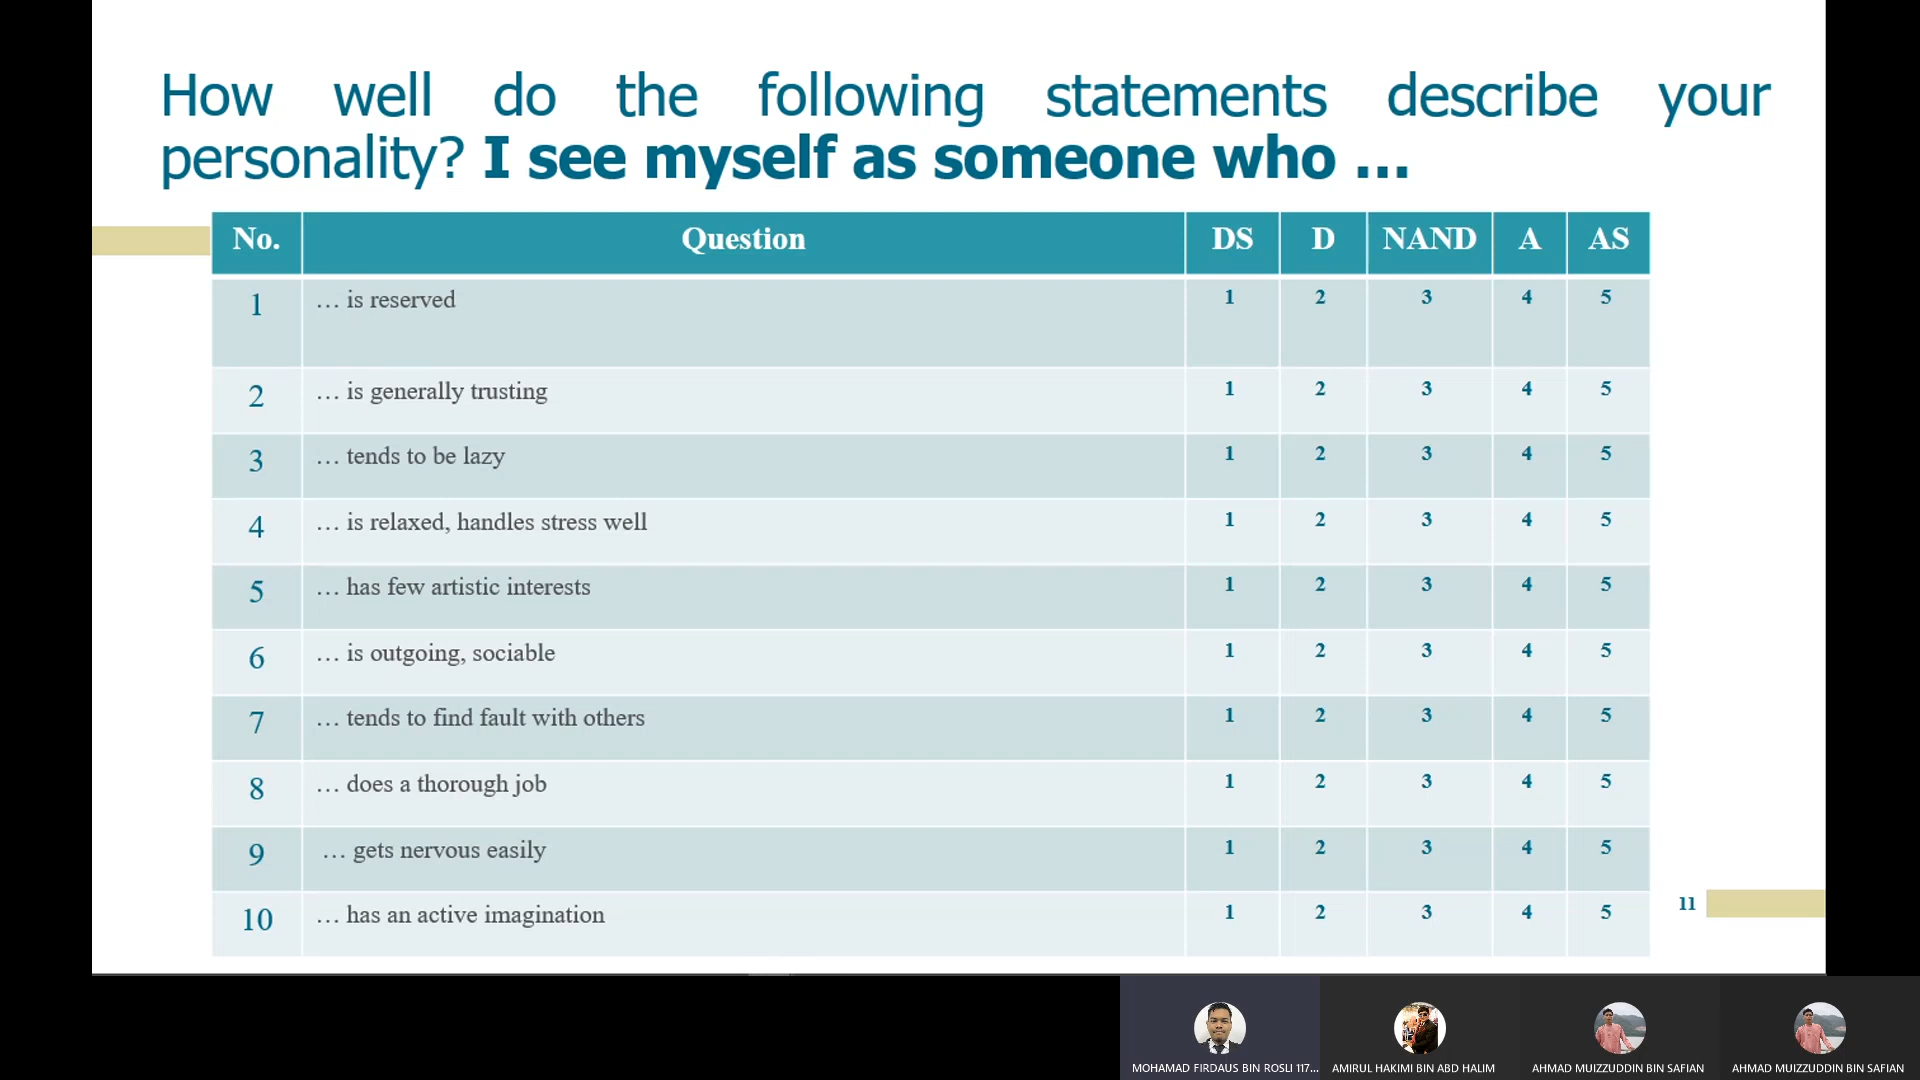 How well do the following statements describe your
personality? I see myself as someone who ...
No. Question DS D NAND A AS
1 … is reserved 1 2 3 4 5
2 … is generally trusting 1 2 3 4 5
3 … tends to be lazy 1 2 3 4 5
4 … is relaxed, handles stress well 1 2 3 4 5
5 … has few artistic interests 1 2 3 4 5
6 … is outgoing, sociable 1 2 3 4 5
7 … tends to find fault with others 1 2 3 4 5
8 … does a thorough job 1 2 3 4 5
9 … gets nervous easily 1 2 3 4 5
10 … has an active imagination 1 2 3 4 5
11
MOHAMAD FIRDAUS BIN ROSLI 117...
AMIRUL HAKIMI BIN ABD HALIM
AHMAD MUIZZUDDIN BIN SAFIAN
AHMAD MUIZZUDDIN BIN SAFIAN